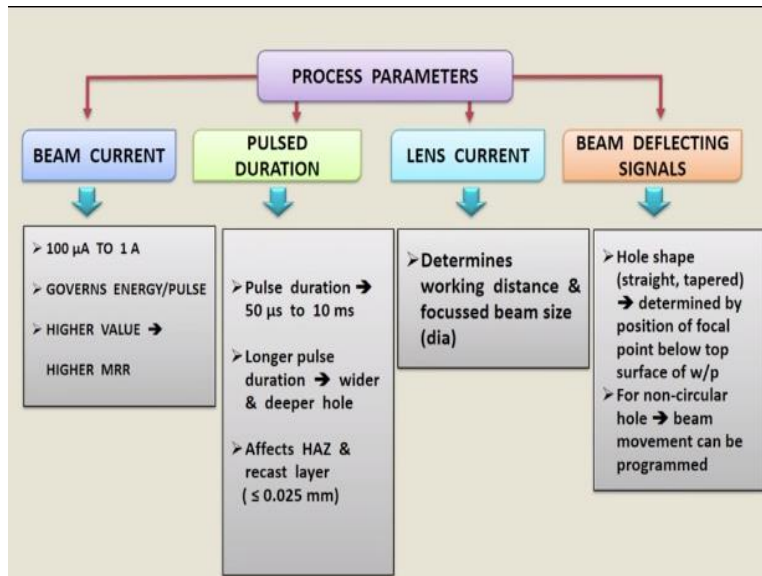 PROCESS PARAMETERS
BEAM CURRENT
PULSED
DURATION
LENS CURRENT
BEAM DEFLECTING
SIGNALS
➢ 100 µA TO 1 A
➢ GOVERNS ENERGY/PULSE
➢ HIGHER VALUE ➔
HIGHER MRR
➢ Pulse duration ➔
50 µs to 10 ms
➢ Longer pulse
duration ➔ wider
& deeper hole
➢ Affects HAZ &
recast layer
( ≤ 0.025 mm)
➢ Determines
working distance &
focussed beam size
(dia)
➢ Hole shape
(straight, tapered)
➔ determined by
position of focal
point below top
surface of w/p
➢ For non-circular
hole ➔ beam
movement can be
programmed